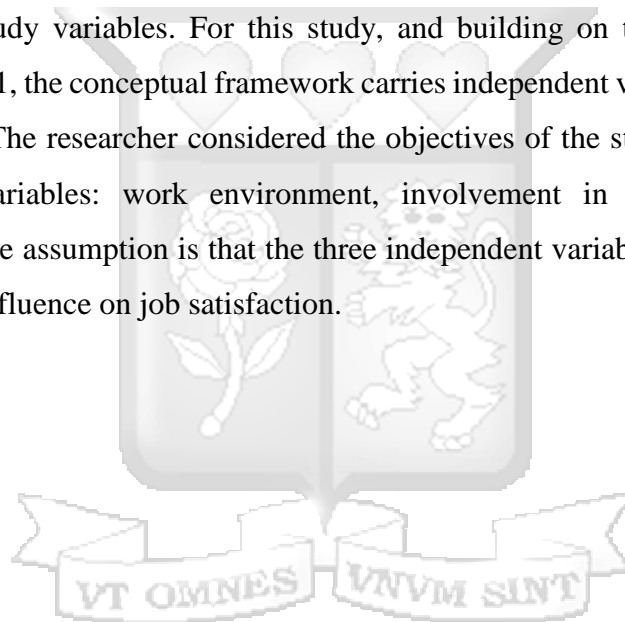 udy variables. For this study, and building on t
1, the conceptual framework carries independent v
The researcher considered the objectives of the st
ariables: work environment, involvement in
e assumption is that the three independent variab
fluence on job satisfaction.
VT OMNES VNVM SINT